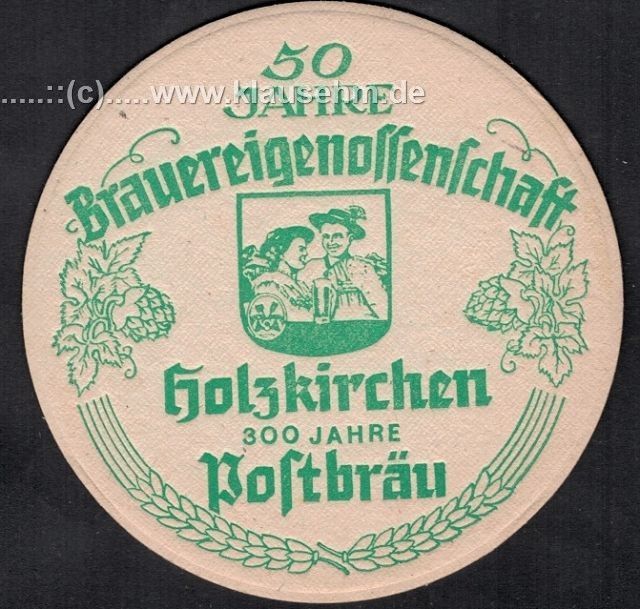 50
JAHRE
......::(c).....www.klausehm.de
Brauereigenoſſenſchaft
Holzkirchen
300 JAHRE
Poſtbräu